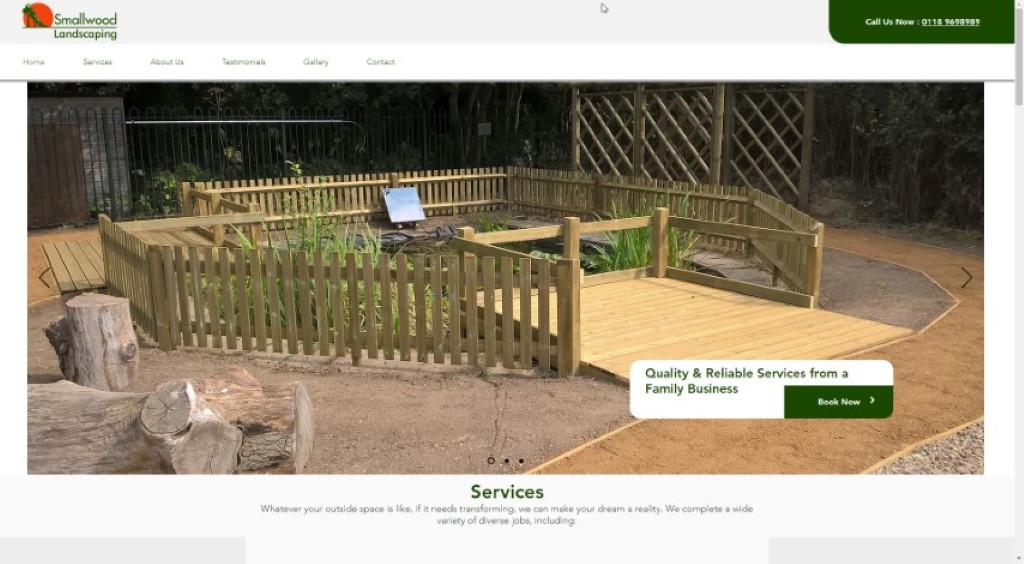 Smallwood
Landscaping
Call Us Now : 0118 9698989
Home Services About Us Testimonials Gallery Contact
Quality & Reliable Services from a
Family Business
Book Now
Services
Whatever your outside space is like, if it needs transforming, we can make your dream a reality. We complete a wide
variety of diverse jobs, including: